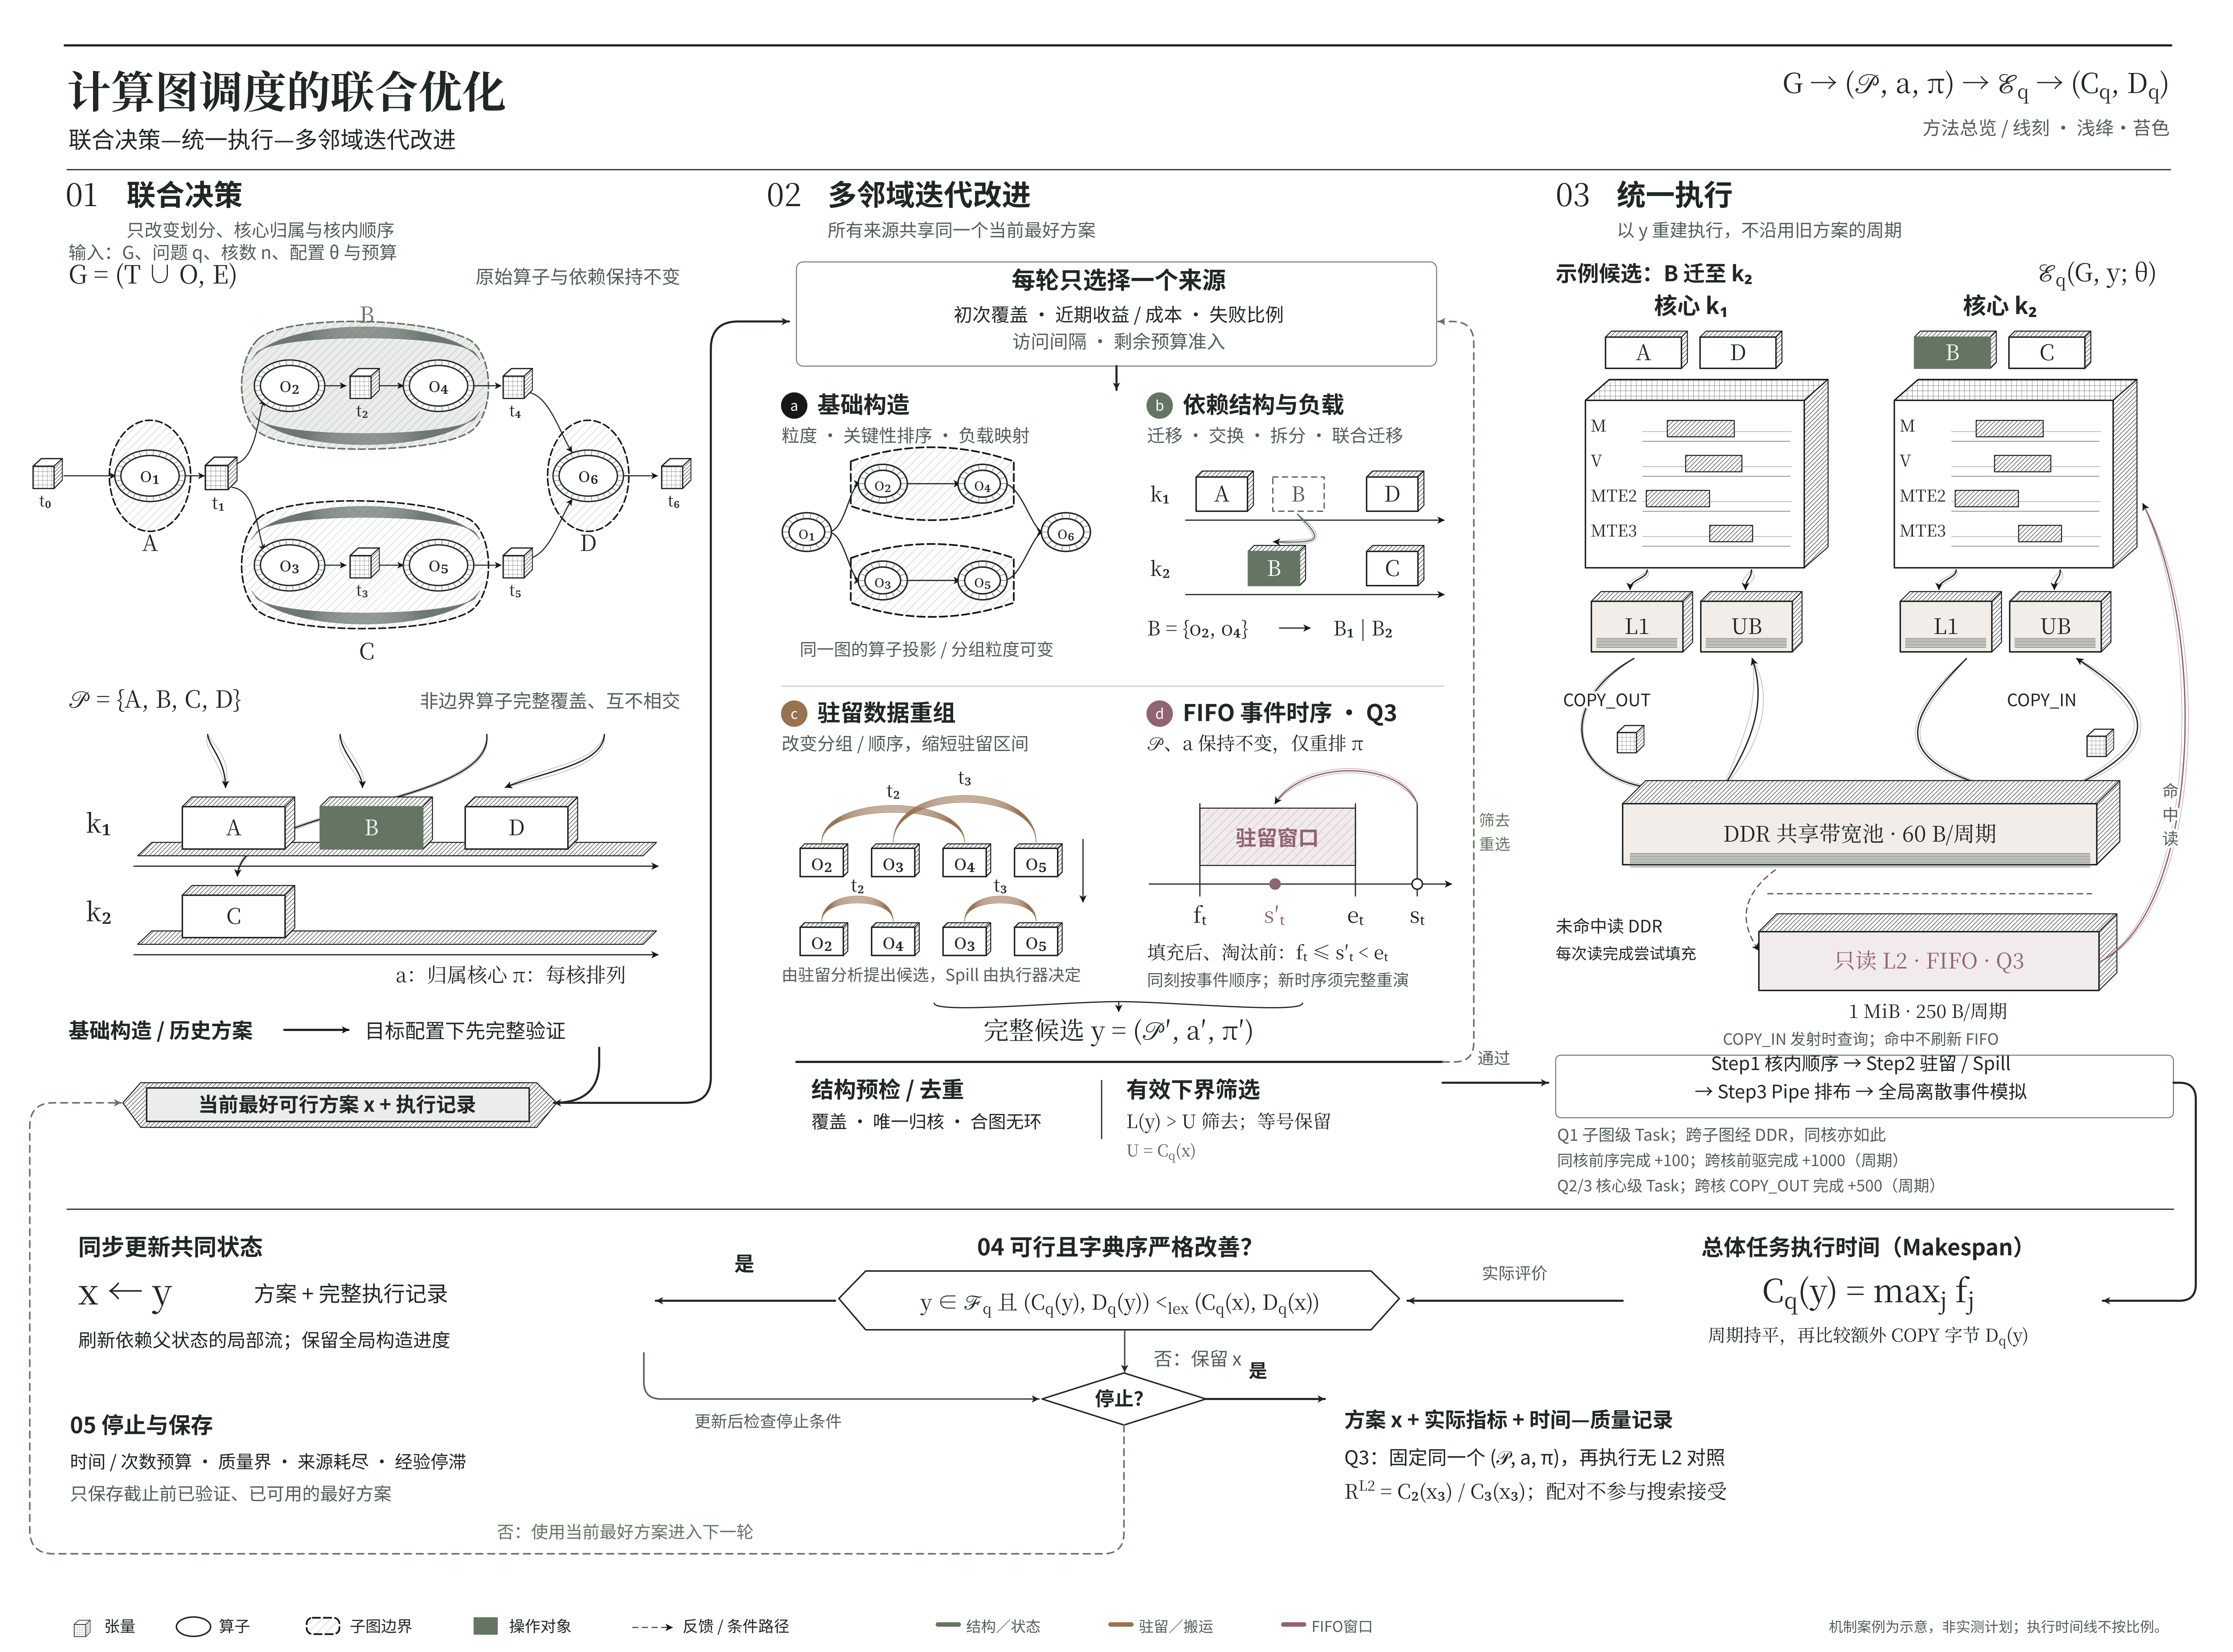 计算图调度的联合优化
联合决策—统一执行—多邻域迭代改进
G → (𝒫, a, π) → ℰq → (Cq, Dq)
方法总览 / 线刻 · 浅绛·苔色
01 联合决策
只改变划分、核心归属与核内顺序
输入：G、问题 q、核数 n、配置 θ 与预算
G = (T ∪ O, E)
原始算子与依赖保持不变
B
o₂
t₂
o₄
t₄
t₀
o₁
t₁
o₆
t₆
A
D
o₃
t₃
o₅
t₅
C
𝒫 = {A, B, C, D}
非边界算子完整覆盖、互不相交
k₁
A
B
D
k₂
C
a：归属核心 π：每核排列
基础构造 / 历史方案
目标配置下先完整验证
当前最好可行方案 x + 执行记录
02 多邻域迭代改进
所有来源共享同一个当前最好方案
每轮只选择一个来源
初次覆盖 · 近期收益 / 成本 · 失败比例
访问间隔 · 剩余预算准入
a 基础构造
粒度 · 关键性排序 · 负载映射
o₂
o₄
o₁
o₆
o₃
o₅
同一图的算子投影 / 分组粒度可变
b 依赖结构与负载
迁移 · 交换 · 拆分 · 联合迁移
k₁
A
B
D
k₂
B
C
B = {o₂, o₄} → B₁ | B₂
c 驻留数据重组
改变分组 / 顺序，缩短驻留区间
t₂
t₃
o₂
o₃
o₄
o₅
t₂
t₃
o₂
o₄
o₃
o₅
由驻留分析提出候选，Spill 由执行器决定
d FIFO 事件时序 · Q3
𝒫、a 保持不变，仅重排 π
驻留窗口
fₜ
s′ₜ
eₜ
sₜ
填充后、淘汰前：fₜ ⩽ s′ₜ < eₜ
同刻按事件顺序；新时序须完整重演
筛去
重选
完整候选 y = (𝒫′, a′, π′)
通过
结构预检 / 去重
覆盖 · 唯一归核 · 合图无环
有效下界筛选
L(y) > U 筛去；等号保留
U = Cq(x)
03 统一执行
以 y 重建执行，不沿用旧方案的周期
示例候选：B 迁至 k₂
ℰq(G, y; θ)
核心 k₁
核心 k₂
A
D
B
C
M
V
MTE2
MTE3
M
V
MTE2
MTE3
L1
UB
L1
UB
COPY_OUT
COPY_IN
命
中
读
DDR 共享带宽池 · 60 B/周期
未命中读 DDR
每次读完成尝试填充
只读 L2 · FIFO · Q3
1 MiB · 250 B/周期
COPY_IN 发射时查询；命中不刷新 FIFO
Step1 核内顺序 → Step2 驻留 / Spill
→ Step3 Pipe 排布 → 全局离散事件模拟
Q1 子图级 Task；跨子图经 DDR，同核亦如此
同核前序完成 +100；跨核前驱完成 +1000（周期）
Q2/3 核心级 Task；跨核 COPY_OUT 完成 +500（周期）
同步更新共同状态
x ← y
方案 + 完整执行记录
刷新依赖父状态的局部流；保留全局构造进度
是
04 可行且字典序严格改善？
y ∈ ℱq 且 (Cq(y), Dq(y)) <lex (Cq(x), Dq(x))
实际评价
总体任务执行时间（Makespan）
Cq(y) = maxⱼ fⱼ
周期持平，再比较额外 COPY 字节 Dq(y)
否：保留 x
是
停止？
更新后检查停止条件
05 停止与保存
时间 / 次数预算 · 质量界 · 来源耗尽 · 经验停滞
只保存截止前已验证、已可用的最好方案
方案 x + 实际指标 + 时间—质量记录
Q3：固定同一个 (𝒫, a, π)，再执行无 L2 对照
R^L2 = C₂(x₃) / C₃(x₃)；配对不参与搜索接受
否：使用当前最好方案进入下一轮
张量
算子
子图边界
操作对象
反馈 / 条件路径
结构／状态
驻留／搬运
FIFO窗口
机制案例为示意，非实测计划；执行时间线不按比例。